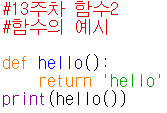 #13주차 함수2
#함수의 예시
def hello():
    return 'hello'
print(hello())